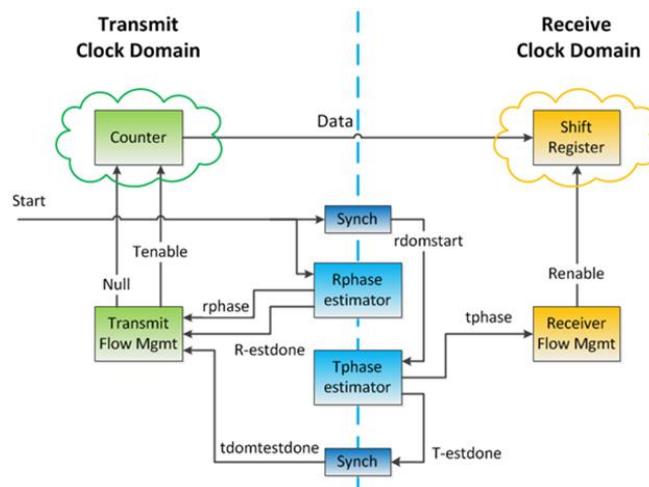 Transmit
Clock Domain
Receive
Clock Domain
Counter
Data
Shift
Register
Start
Synch
rdomstart
Tenable
Null
Renable
Rphase
estimator
rphase
Transmit
Flow Mgmt
R-estdone
tphase
Receiver
Flow Mgmt
Tphase
estimator
tdomtestdone
T-estdone
Synch